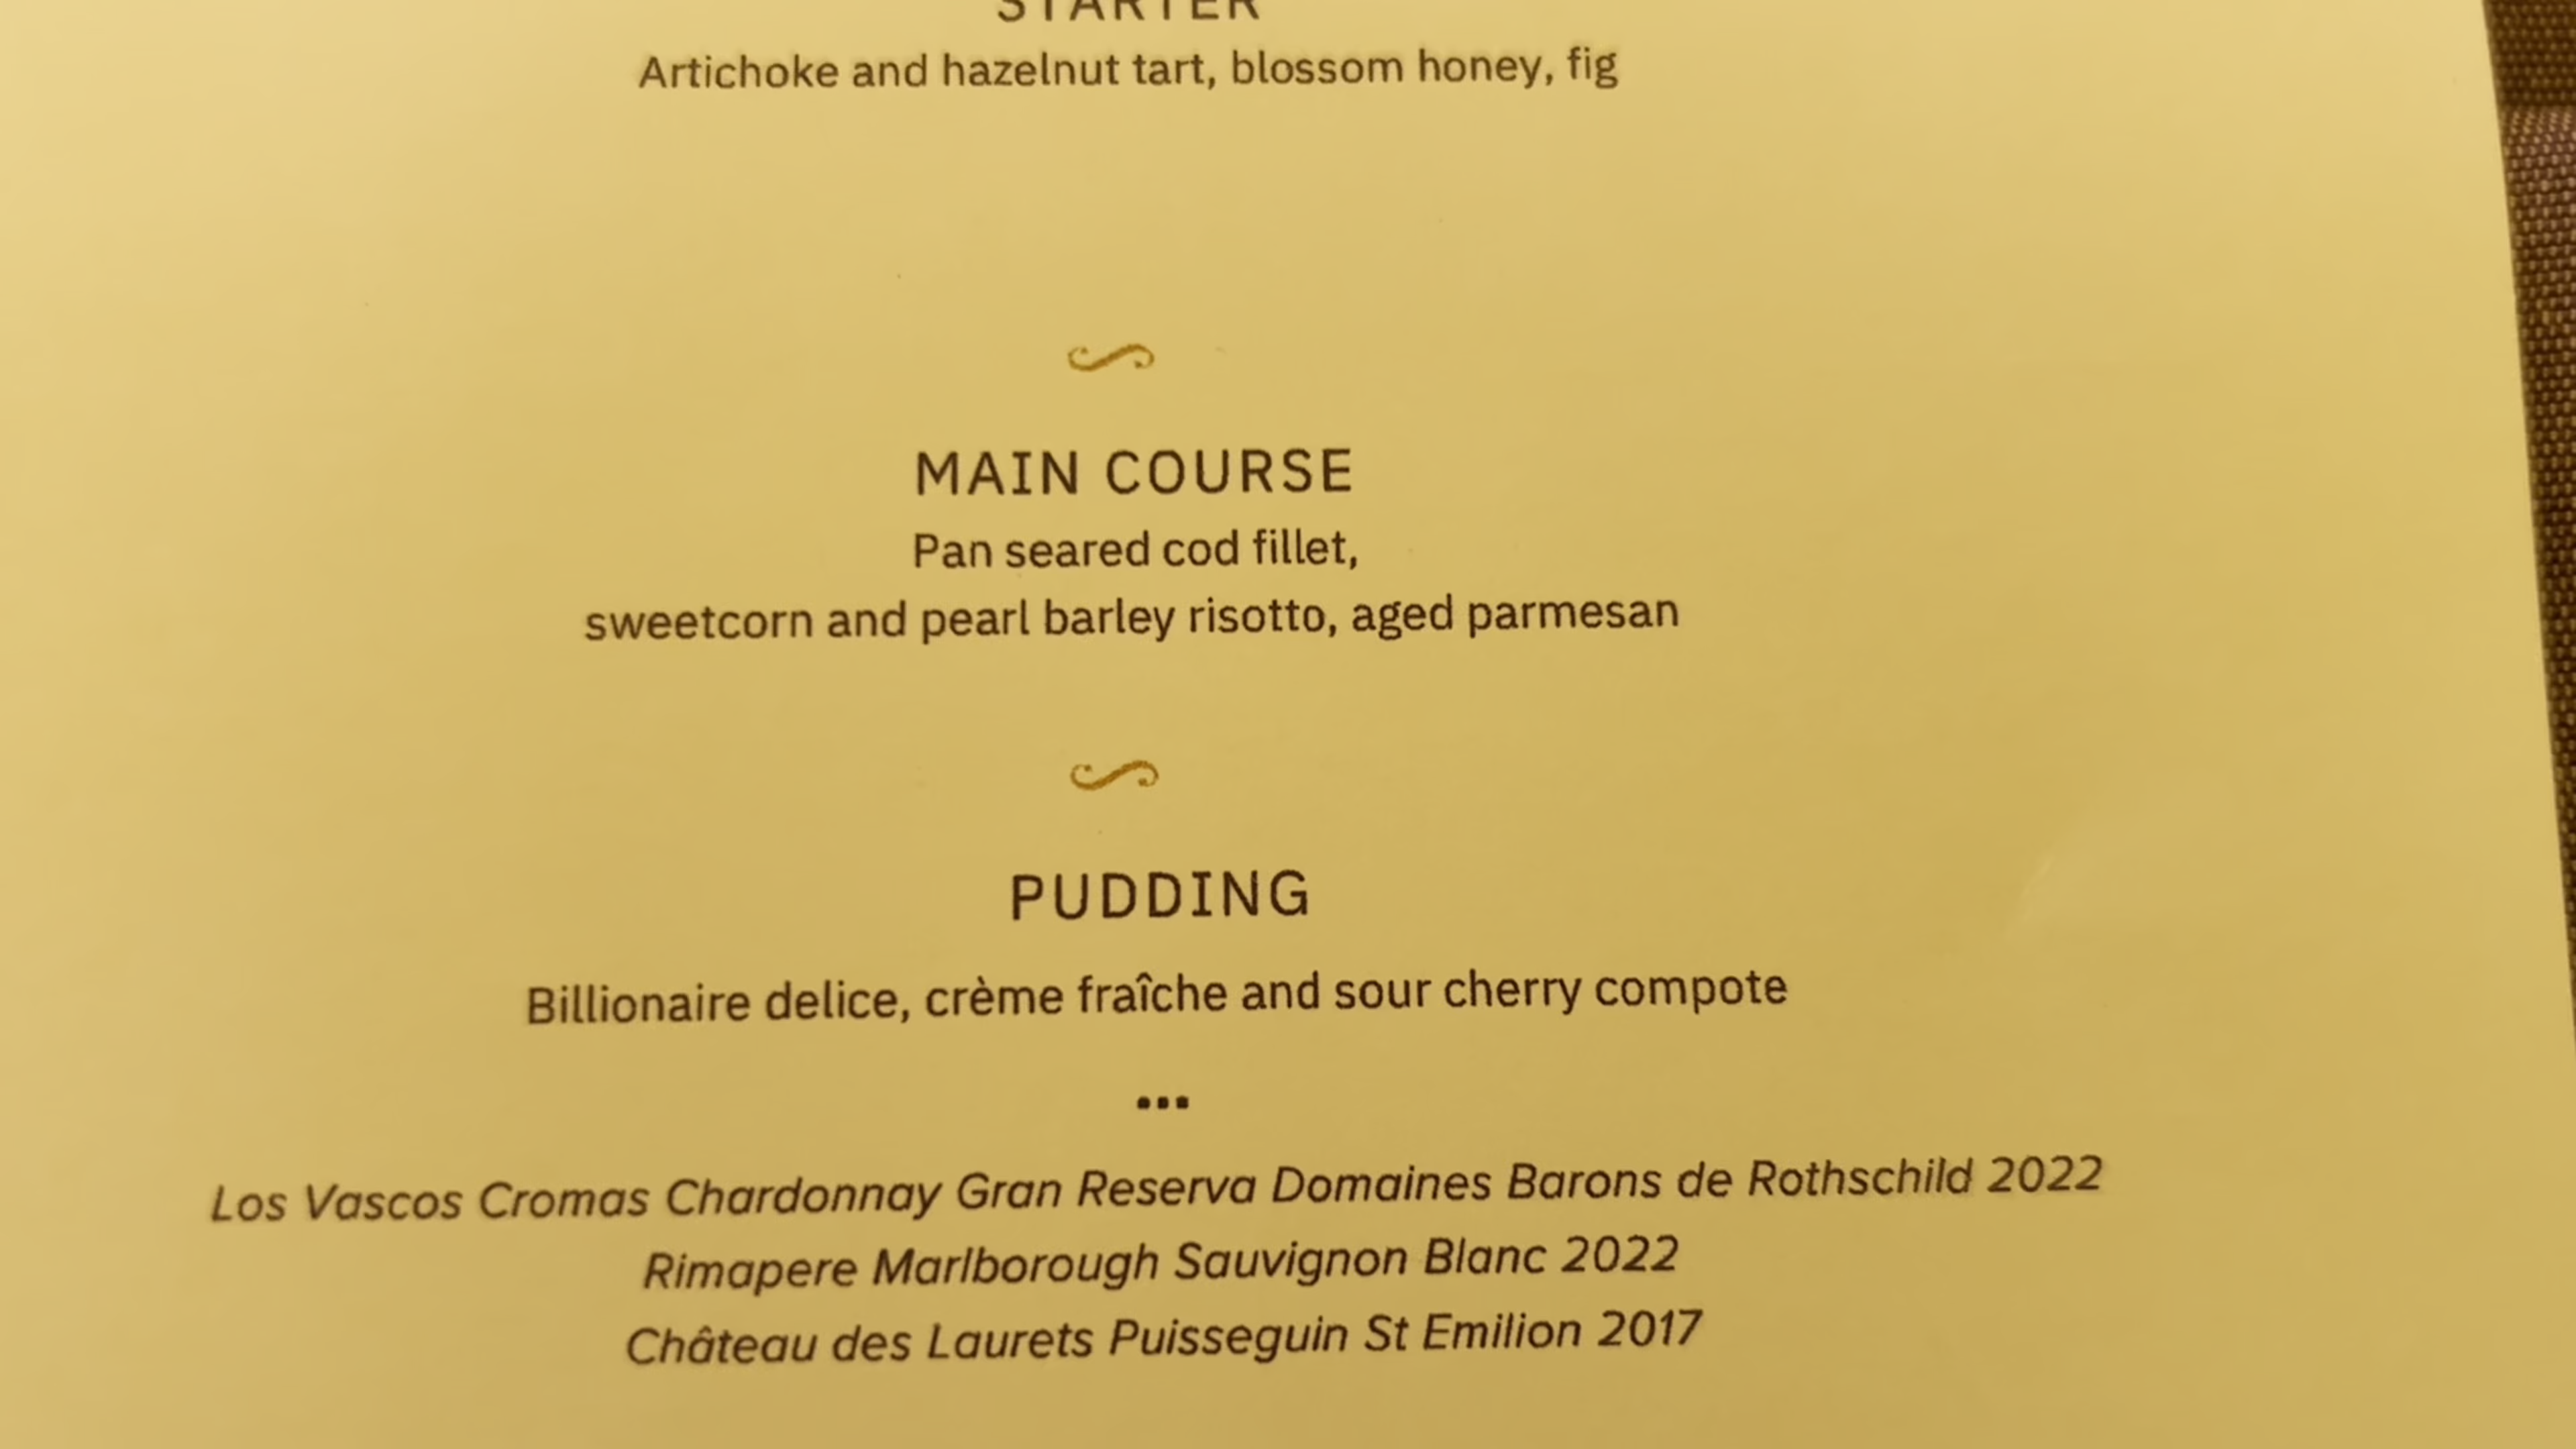 STARTER
Artichoke and hazelnut tart, blossom honey, fig
MAIN COURSE
Pan seared cod fillet,
sweetcorn and pearl barley risotto, aged parmesan
PUDDING
Billionaire delice, crème fraîche and sour cherry compote
...
Los Vascos Cromas Chardonnay Gran Reserva Domaines Barons de Rothschild 2022
Rimapere Marlborough Sauvignon Blanc 2022
Château des Laurets Puisseguin St Emilion 2017